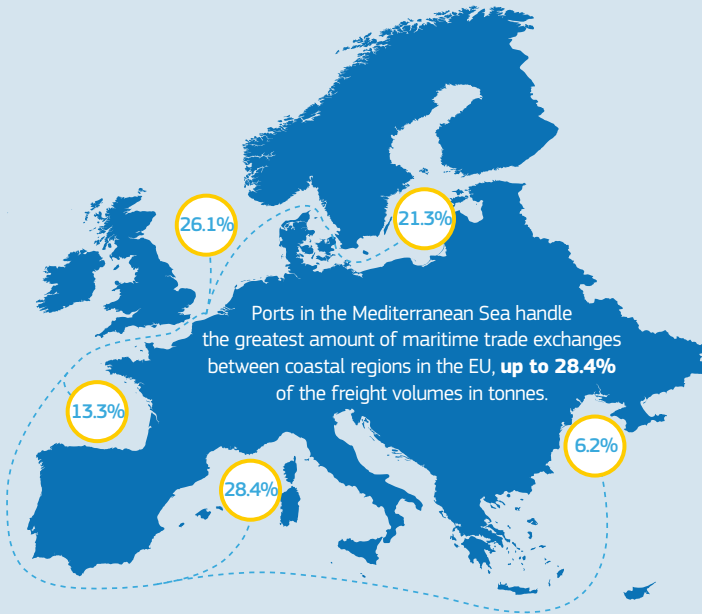 26.1%
21.3%
Ports in the Mediterranean Sea handle
the greatest amount of maritime trade exchanges
between coastal regions in the EU, up to 28.4%
of the freight volumes in tonnes.
13.3%
6.2%
28.4%